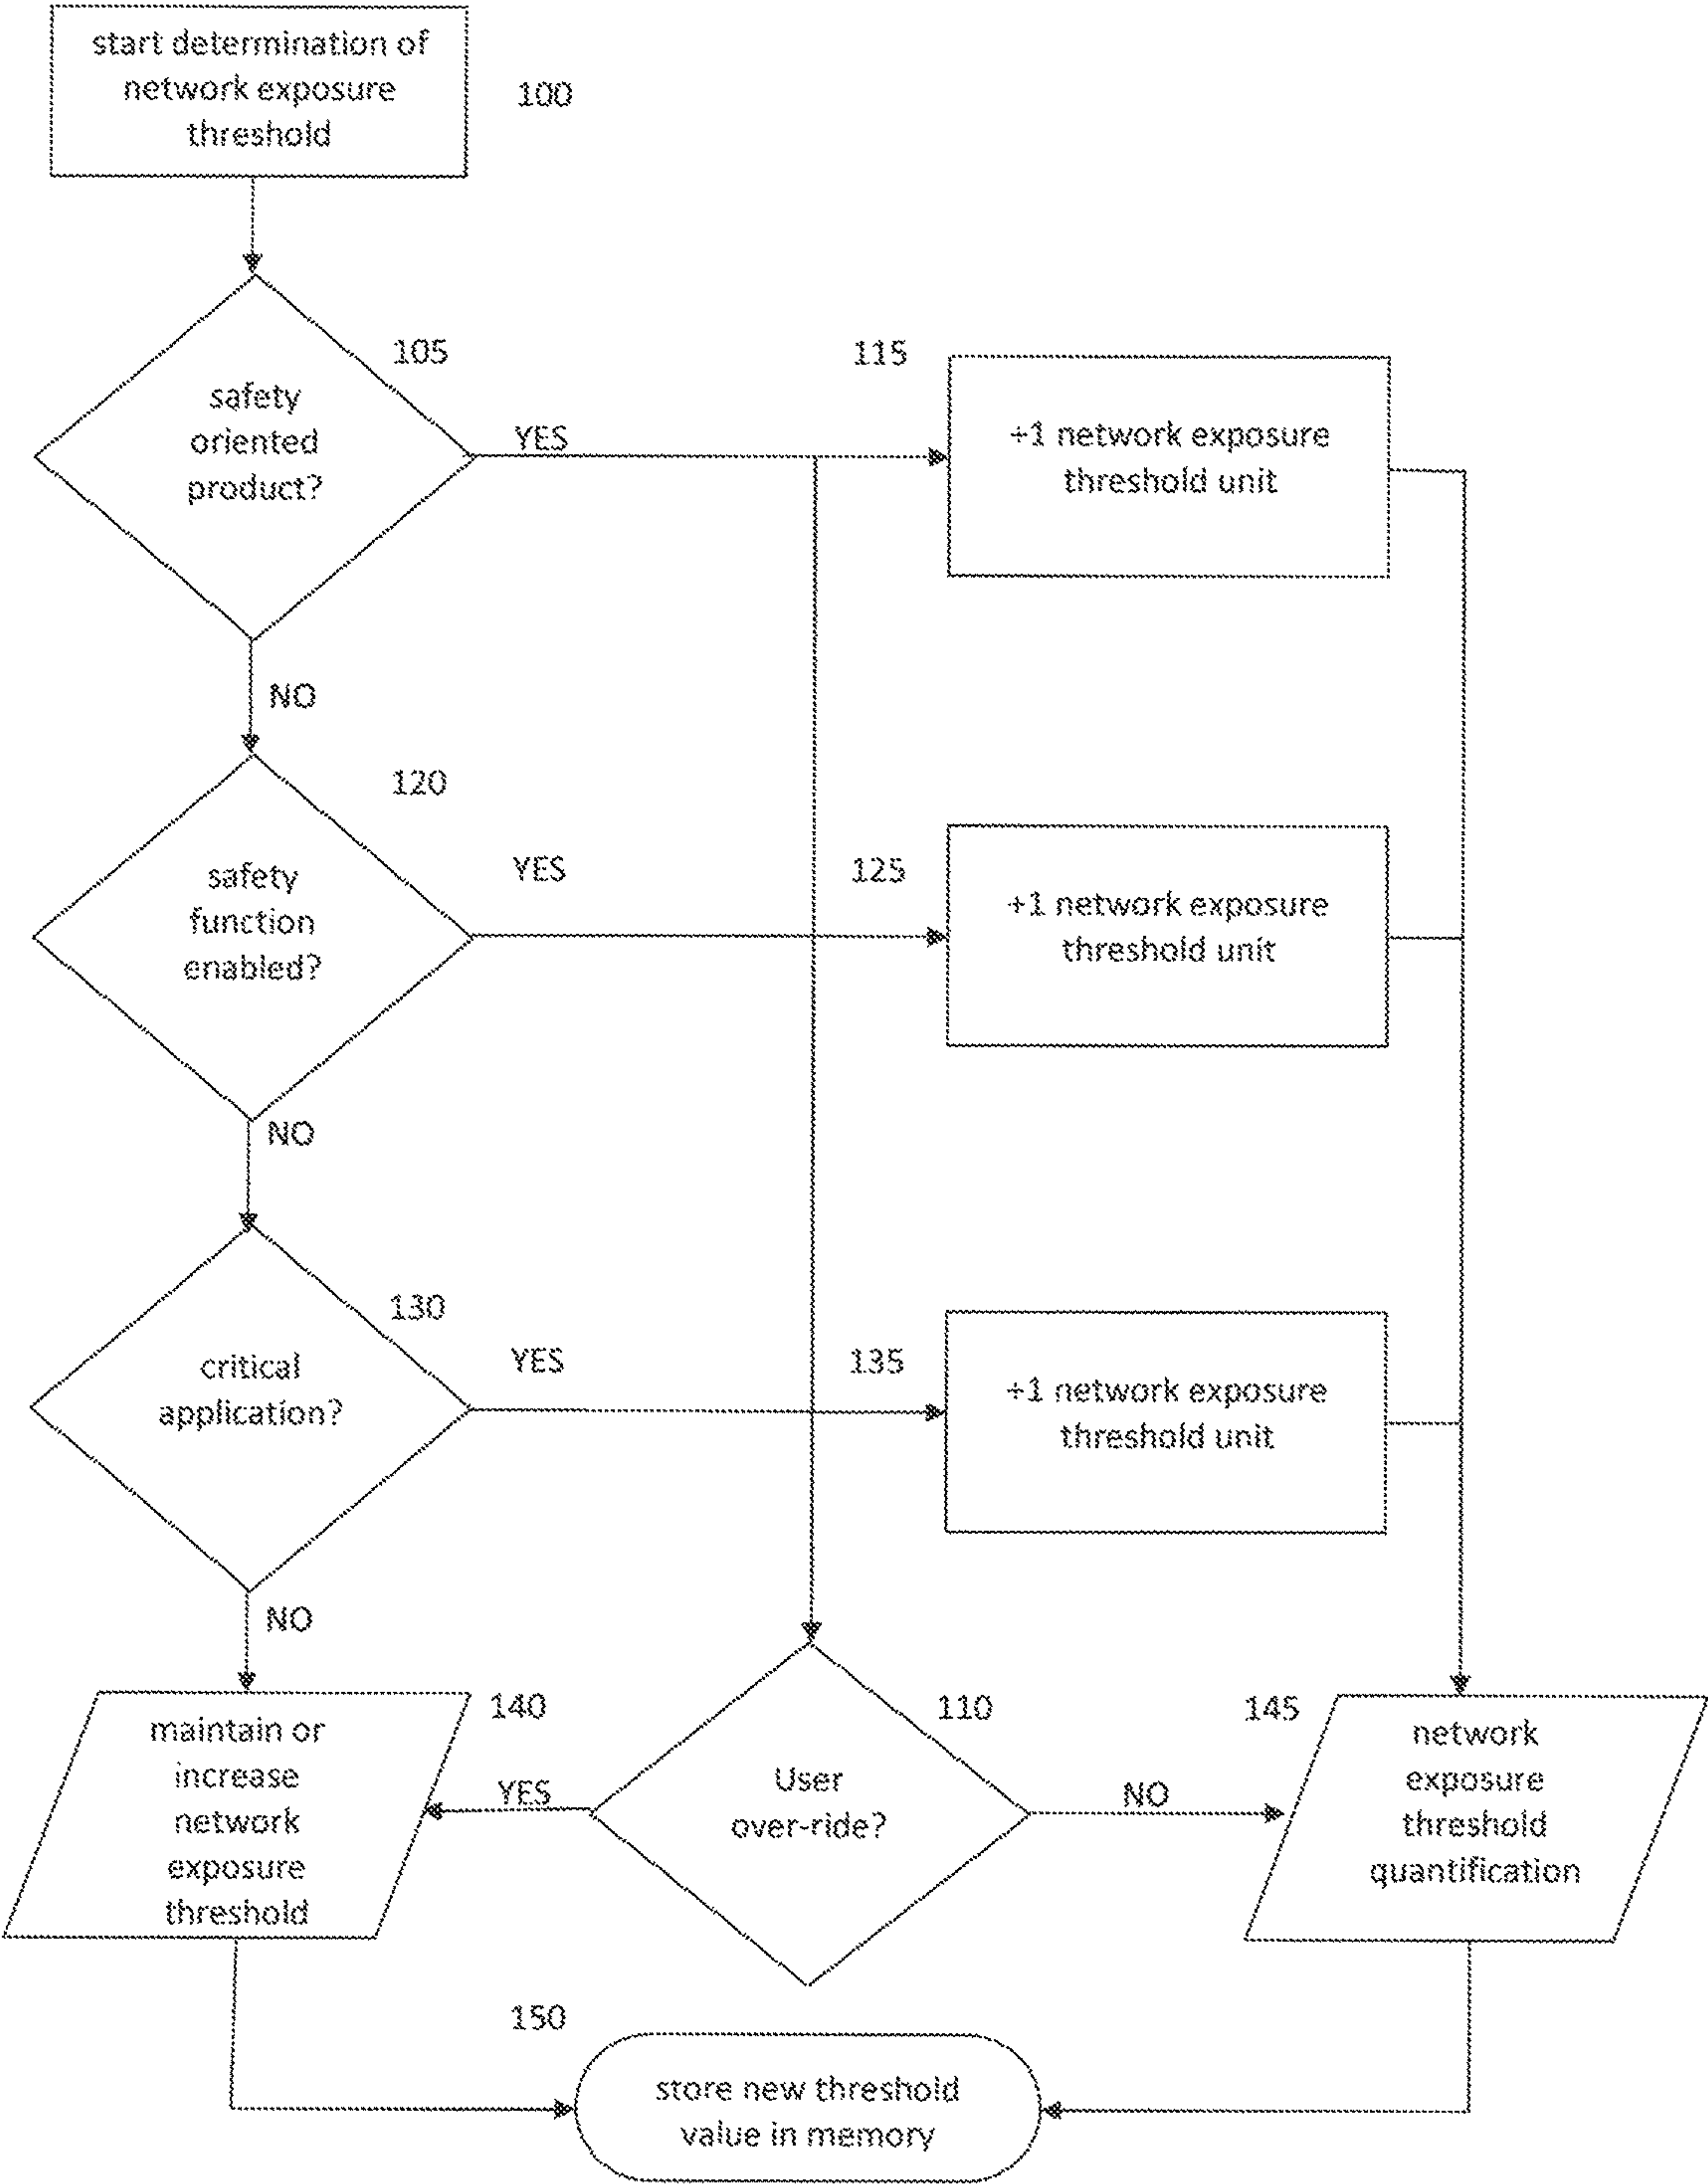 start determination of
network exposure
threshold
100
105
safety
oriented
product?
YES
115
+1 network exposure
threshold unit
NO
120
safety
function
enabled?
YES
125
+1 network exposure
threshold unit
NO
130
critical
application?
YES
135
+1 network exposure
threshold unit
NO
140
maintain or
increase
network
exposure
threshold
YES
110
User
over-ride?
NO
145
network
exposure
threshold
quantification
150
store new threshold
value in memory